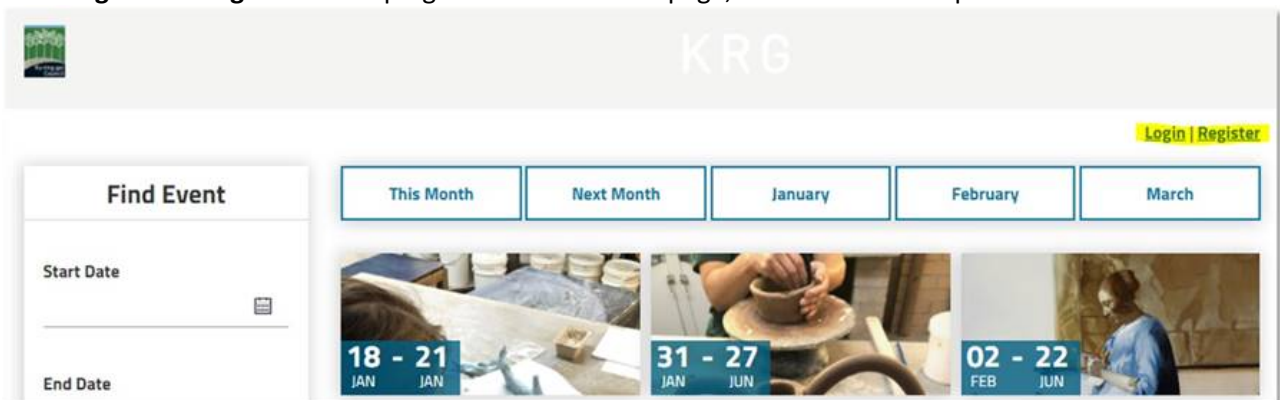 KRG
Login | Register
Find Event
This Month
Next Month
January
February
March
Start Date
End Date
18 - 21
JAN JAN
31 - 27
JAN JUN
02 - 22
FEB JUN